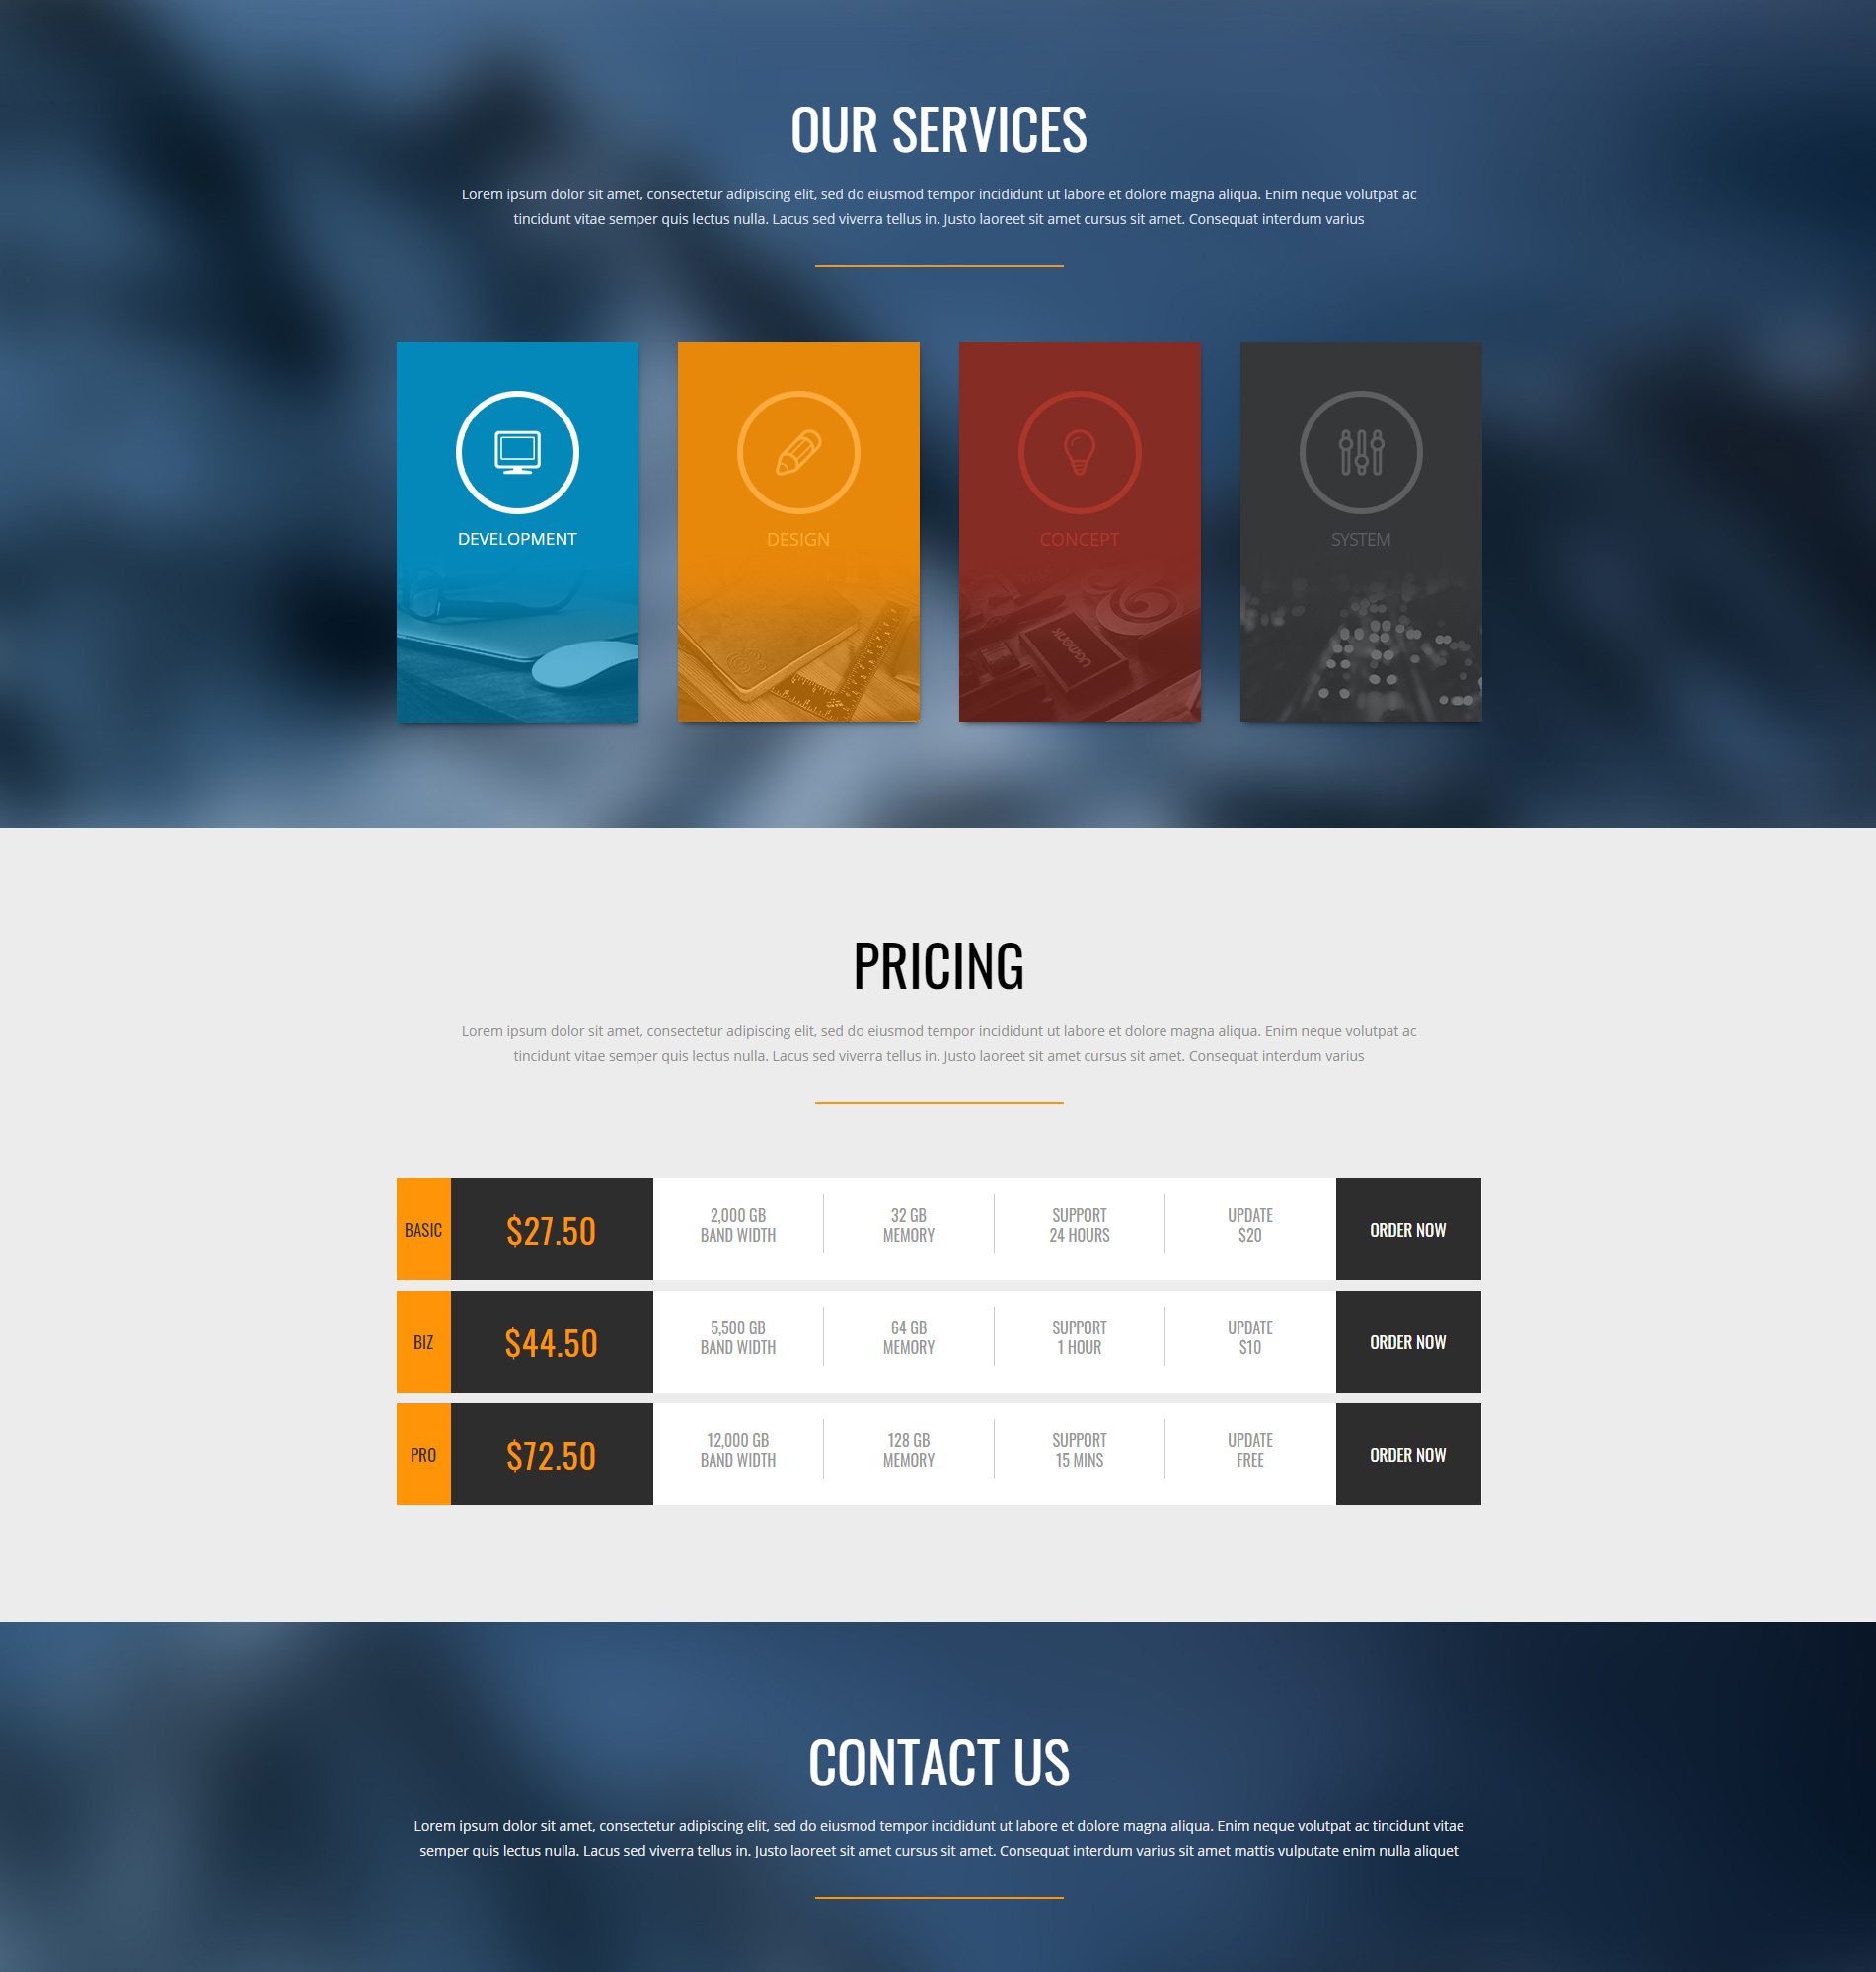 OUR SERVICES
Lorem ipsum dolor sit amet, consectetur adipiscing elit, sed do eiusmod tempor incididunt ut labore et dolore magna aliqua. Enim neque volutpat ac
tincidunt vitae semper quis lectus nulla. Lacus sed viverra tellus in. Justo laoreet sit amet cursus sit amet. Consequat interdum varius
DEVELOPMENT
DESIGN
CONCEPT
SYSTEM
PRICING
Lorem ipsum dolor sit amet, consectetur adipiscing elit, sed do eiusmod tempor incididunt ut labore et dolore magna aliqua. Enim neque volutpat ac
tincidunt vitae semper quis lectus nulla. Lacus sed viverra tellus in. Justo laoreet sit amet cursus sit amet. Consequat interdum varius
BASIC
$27.50
2,000 GB
BAND WIDTH
32 GB
MEMORY
SUPPORT
24 HOURS
UPDATE
$20
ORDER NOW
BIZ
$44.50
5,500 GB
BAND WIDTH
64 GB
MEMORY
SUPPORT
1 HOUR
UPDATE
$10
ORDER NOW
PRO
$72.50
12,000 GB
BAND WIDTH
128 GB
MEMORY
SUPPORT
15 MINS
UPDATE
FREE
ORDER NOW
CONTACT US
Lorem ipsum dolor sit amet, consectetur adipiscing elit, sed do eiusmod tempor incididunt ut labore et dolore magna aliqua. Enim neque volutpat ac tincidunt vitae
semper quis lectus nulla. Lacus sed viverra tellus in. Justo laoreet sit amet cursus sit amet. Consequat interdum varius sit amet mattis vulputate enim nulla aliquet